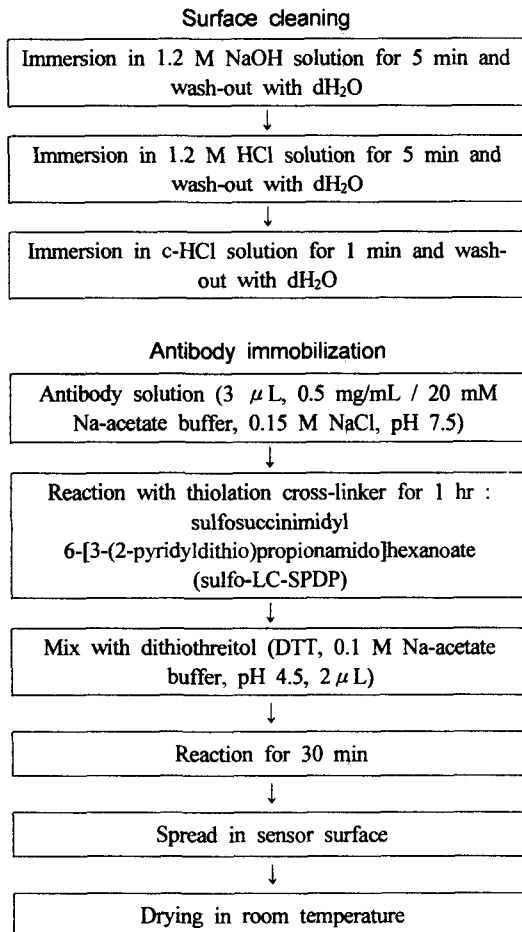 Surface cleaning
Immersion in 1.2 M NaOH solution for 5 min and
wash-out with dH₂O
↓
Immersion in 1.2 M HCl solution for 5 min and
wash-out with dH₂O
↓
Immersion in c-HCl solution for 1 min and wash-
out with dH₂O
Antibody immobilization
Antibody solution (3 μL, 0.5 mg/mL / 20 mM
Na-acetate buffer, 0.15 M NaCl, pH 7.5)
↓
Reaction with thiolation cross-linker for 1 hr :
sulfosuccinimidyl
6-[3-(2-pyridyldithio)propionamido]hexanoate
(sulfo-LC-SPDP)
↓
Mix with dithiothreitol (DTT, 0.1 M Na-acetate
buffer, pH 4.5, 2 μL)
↓
Reaction for 30 min
↓
Spread in sensor surface
↓
Drying in room temperature